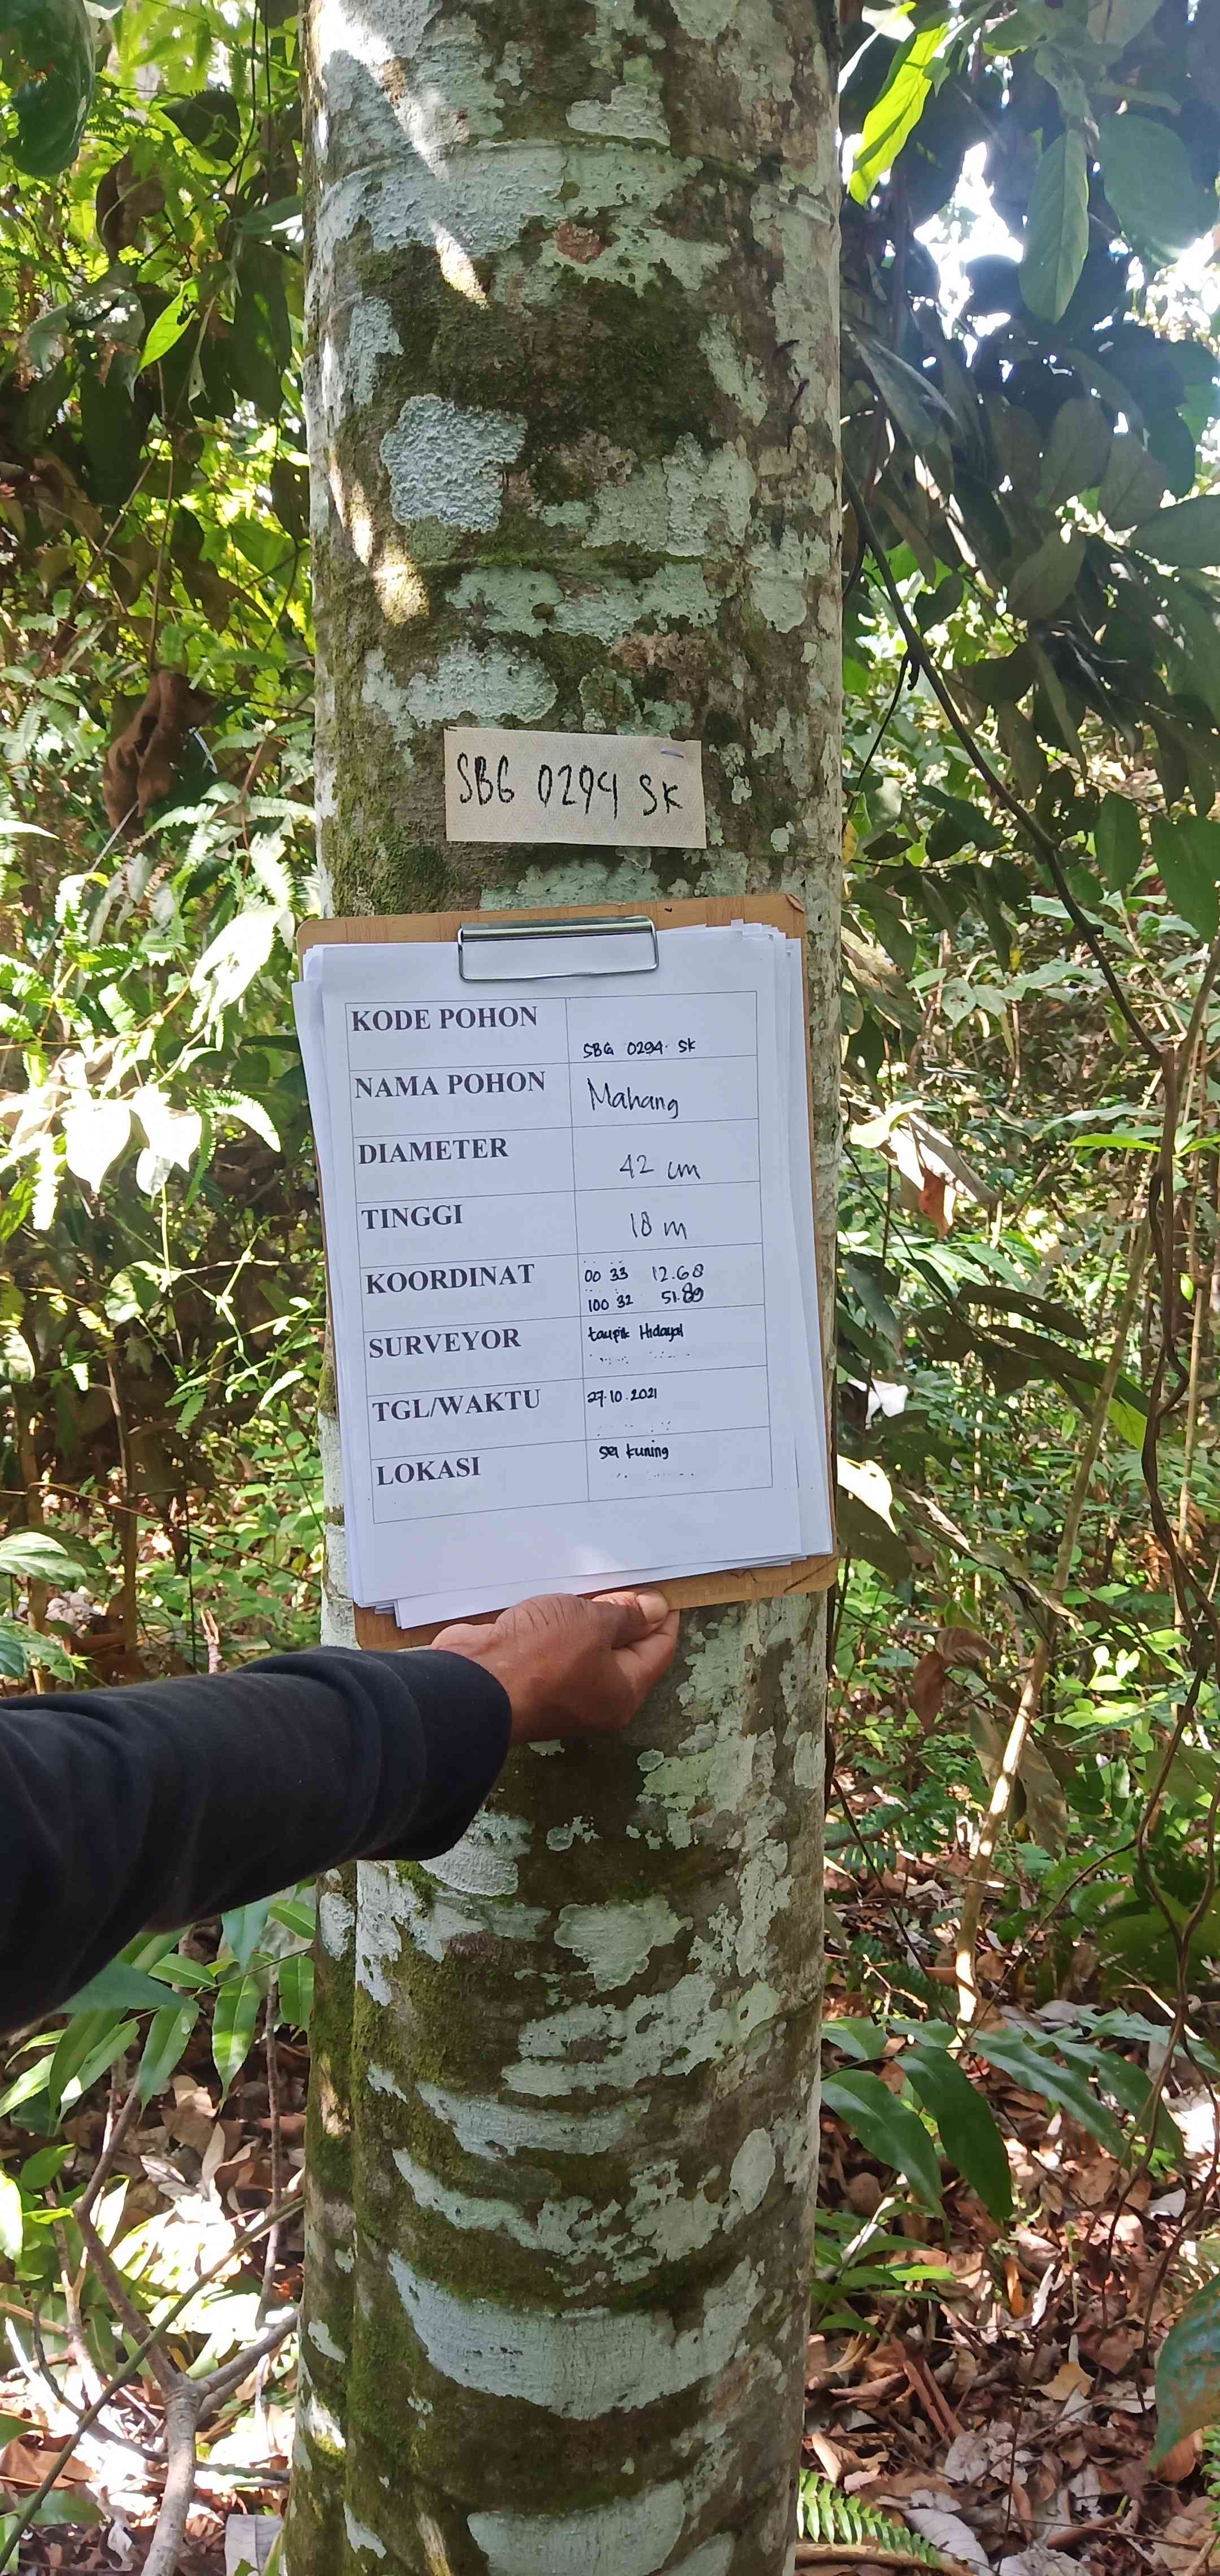 SBG 0294 SK
KODE POHON SBG 0294 SK
NAMA POHON Mahang
DIAMETER 42 cm
TINGGI 18 m
KOORDINAT 00 33 12.68
100 32 51.89
SURVEYOR taupik Hidayal
TGL/WAKTU 27.10.2021
LOKASI sei kuning